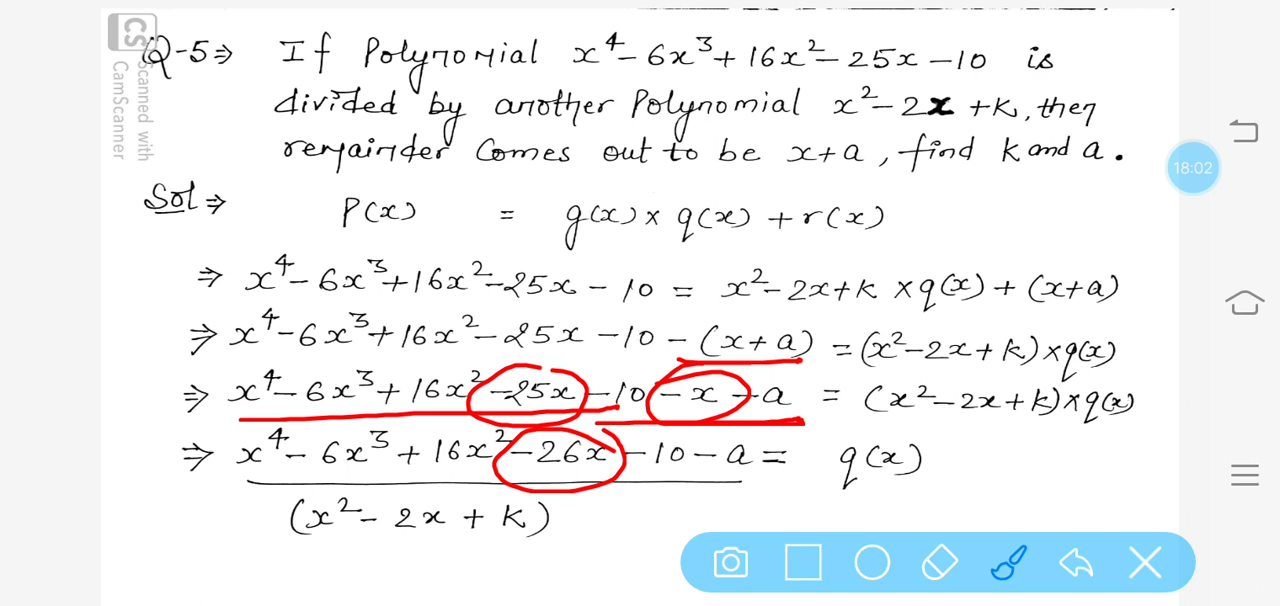 CS Scanned with CamScanner
Q-5⇒ If Polynomial x⁴-6x³+16x²-25x-10 is
divided by another Polynomial x²-2x+k, then
remainder Comes out to be x+a, find k and a.
Sol⇒ P(x) = g(x) × q(x) + r(x)
⇒ x⁴-6x³+16x²-25x-10 = x²-2x+k × q(x) + (x+a)
⇒ x⁴-6x³+16x²-25x-10-(x+a) = (x²-2x+k)×q(x)
⇒ x⁴-6x³+16x²-25x-10-x-a = (x²-2x+k)×q(x)
⇒ x⁴-6x³+16x²-26x-10-a = q(x)
(x²-2x+k)
18:02